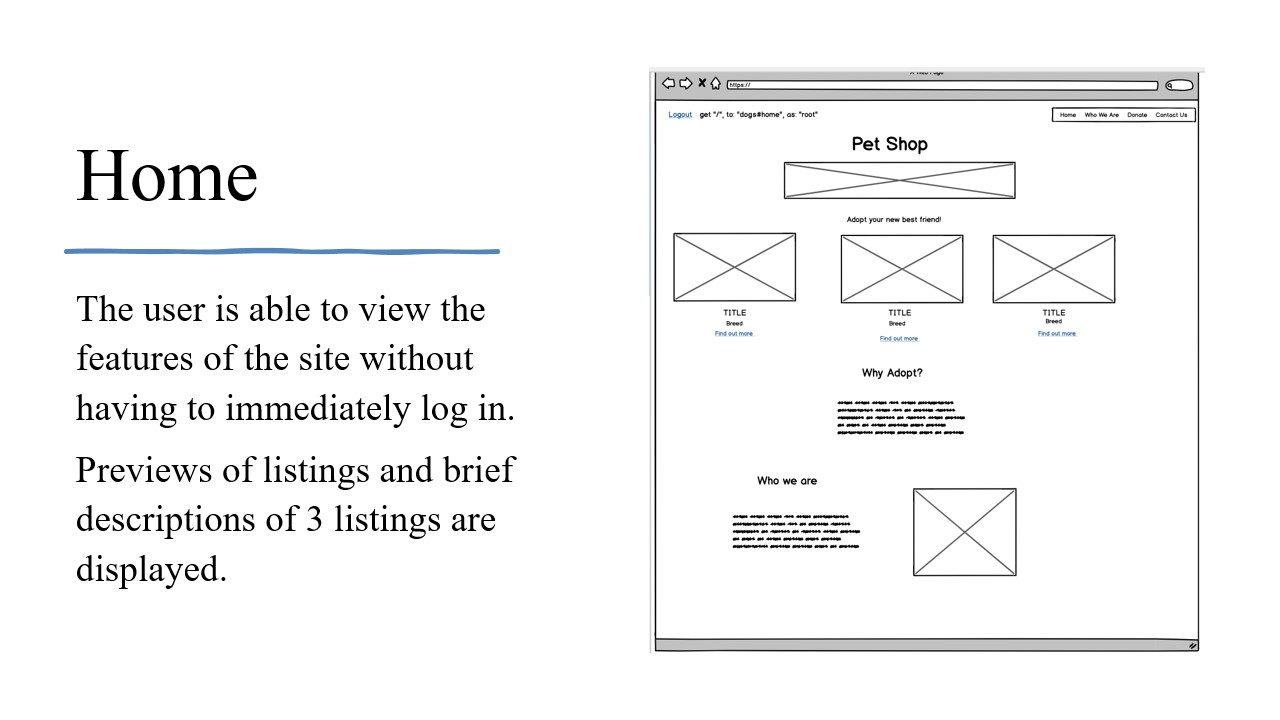 Home
The user is able to view the
features of the site without
having to immediately log in.
Previews of listings and brief
descriptions of 3 listings are
displayed.
https://
Logout get "/", to: "dogs#home", as: "root"
Home Who We Are Donate Contact Us
Pet Shop
Adopt your new best friend!
TITLE TITLE TITLE
Breed Breed Breed
Find out more Find out more Find out more
Why Adopt?
Who we are